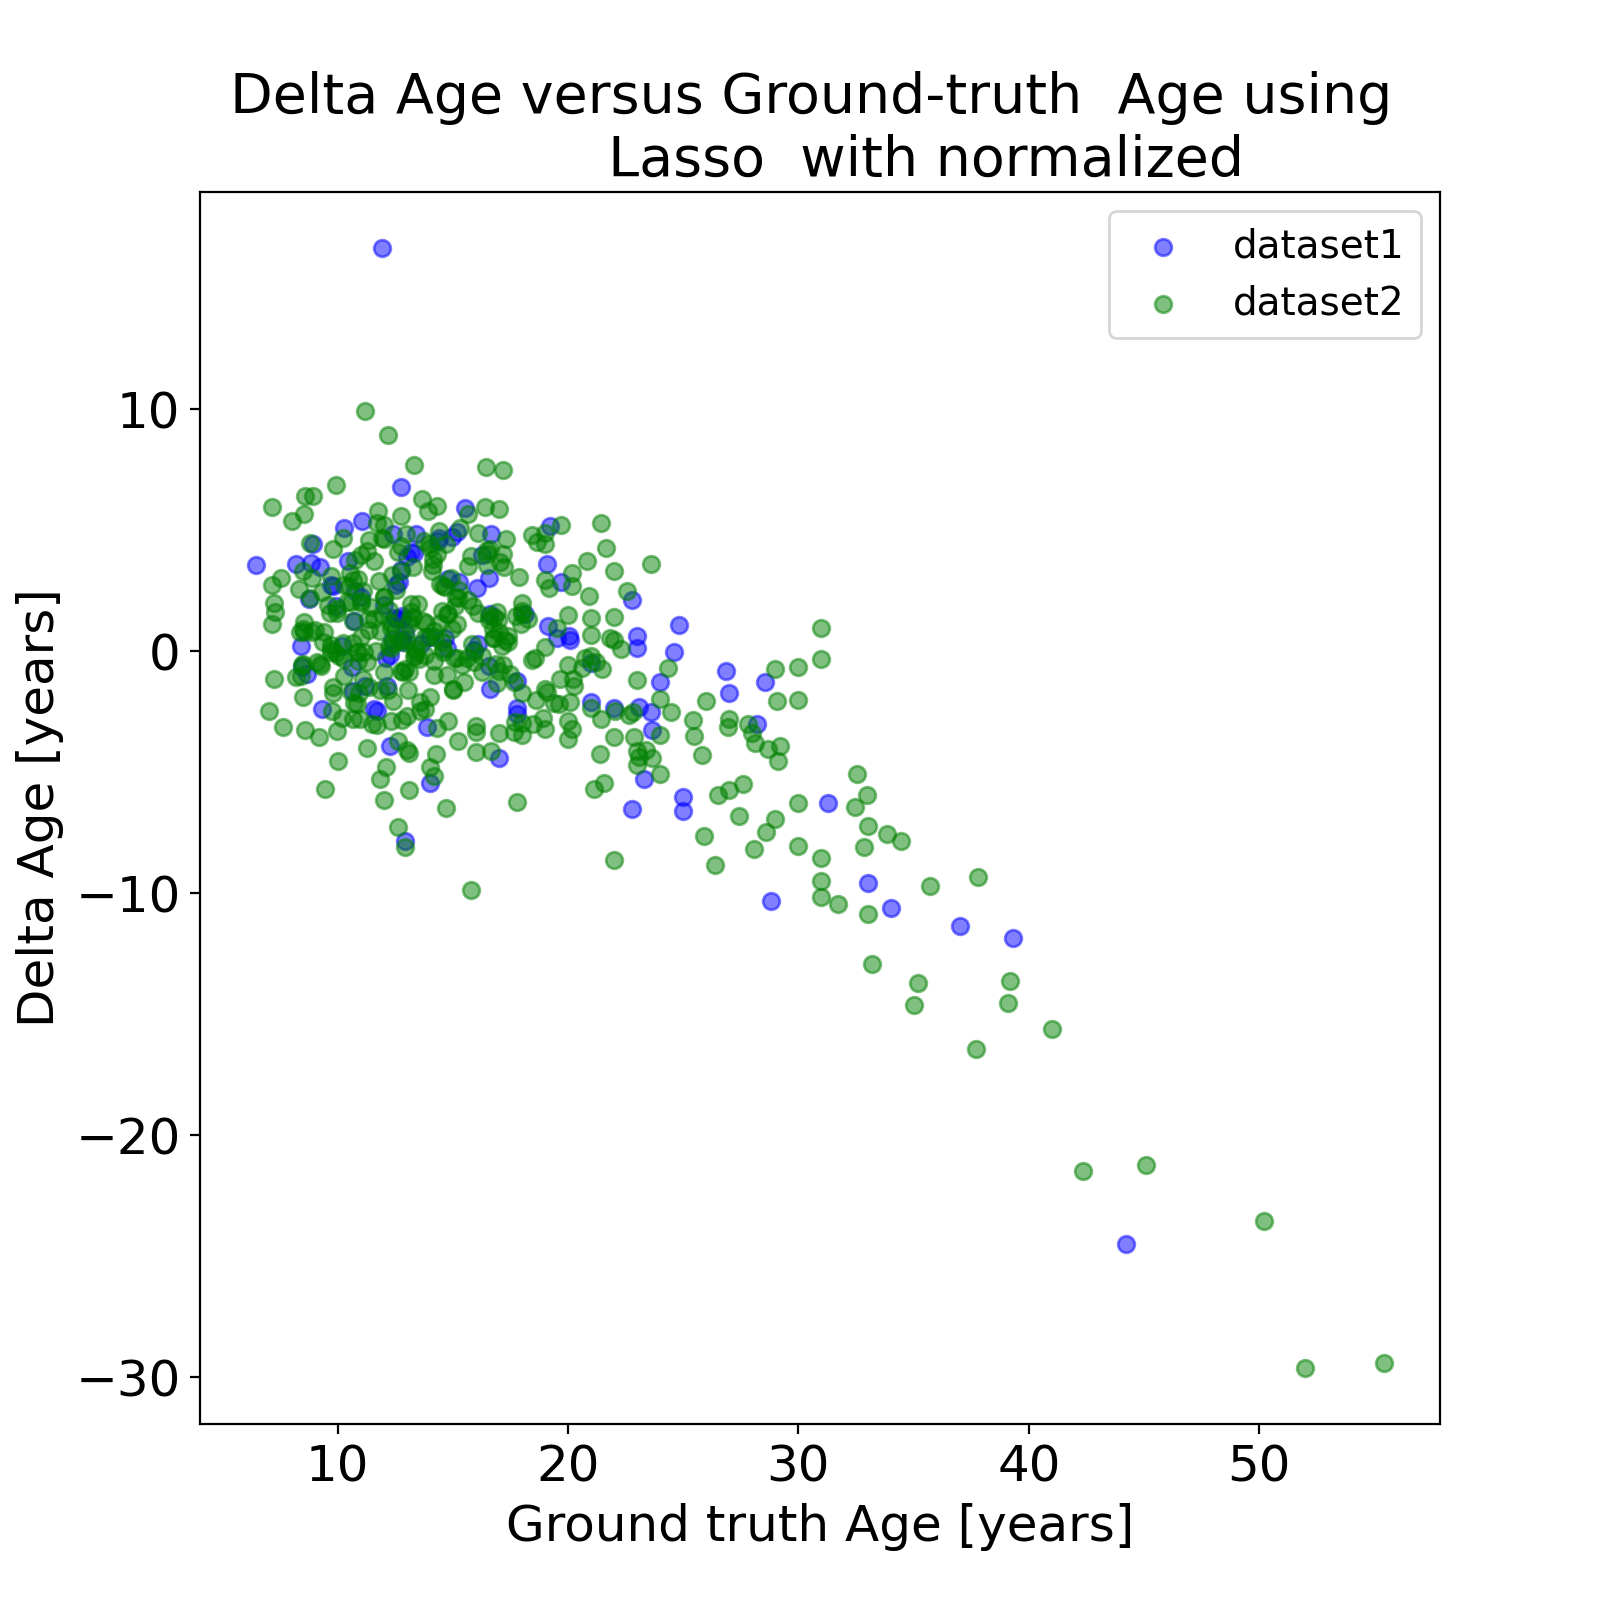 Delta Age versus Ground-truth  Age using
Lasso  with normalized
dataset1
dataset2
Delta Age [years]
10
0
−10
−20
−30
10 20 30 40 50
Ground truth Age [years]